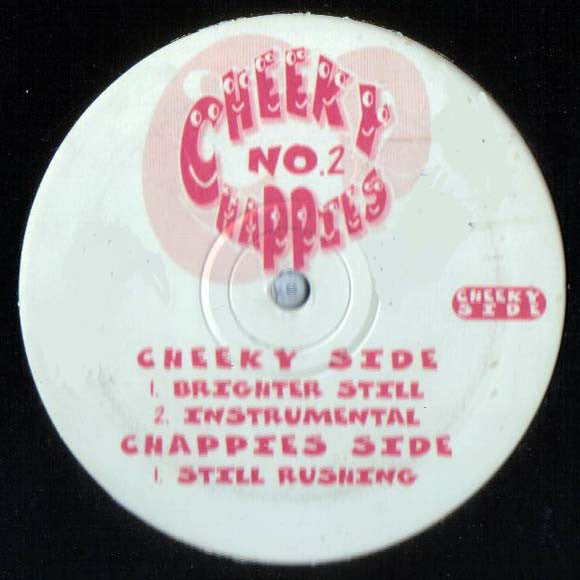 CHEEKY
NO.2
CHAPPIES
CHEEKY
SIDE
CHEEKY SIDE
1. BRIGHTER STILL
2. INSTRUMENTAL
CHAPPIES SIDE
1. STILL RUSHING